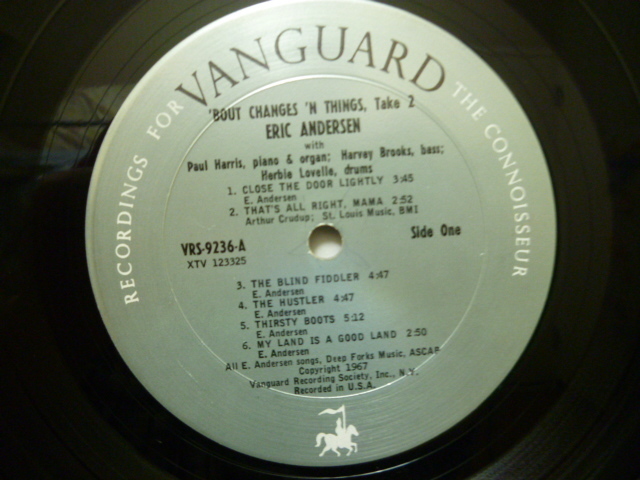 RECORDINGS FOR VANGUARD THE CONNOISSEUR
'BOUT CHANGES 'N THINGS, Take 2
ERIC ANDERSEN
with
Paul Harris, piano & organ; Harvey Brooks, bass;
Herbie Lovelle, drums
1. CLOSE THE DOOR LIGHTLY 3:45
E. Andersen
2. THAT'S ALL RIGHT, MAMA 2:52
Arthur Crudup; St. Louis Music, BMI
VRS-9236-A Side One
XTV 123325
3. THE BLIND FIDDLER 4:47
E. Andersen
4. THE HUSTLER 4:47
E. Andersen
5. THIRSTY BOOTS 5:12
E. Andersen
6. MY LAND IS A GOOD LAND 2:50
E. Andersen
All E. Andersen songs, Deep Forks Music, ASCAP
Copyright 1967
Vanguard Recording Society, Inc., N.Y.
Recorded in U.S.A.